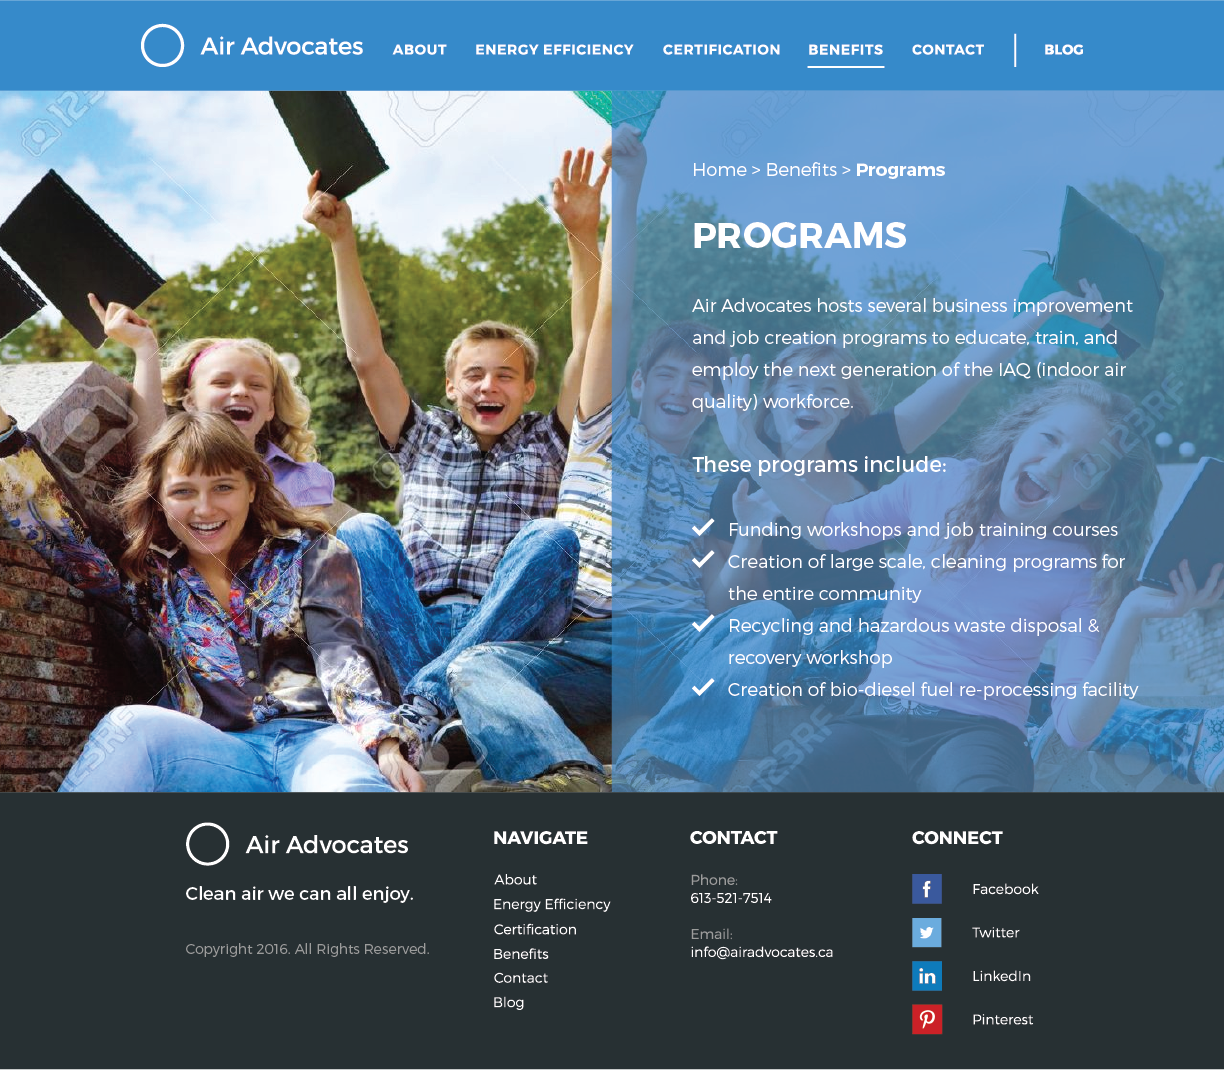 Air Advocates
ABOUT
ENERGY EFFICIENCY
CERTIFICATION
BENEFITS
CONTACT
BLOG
Home > Benefits > Programs
PROGRAMS
Air Advocates hosts several business improvement
and job creation programs to educate, train, and
employ the next generation of the IAQ (indoor air
quality) workforce.
These programs include:
Funding workshops and job training courses
Creation of large scale, cleaning programs for
the entire community
Recycling and hazardous waste disposal &
recovery workshop
Creation of bio-diesel fuel re-processing facility
Air Advocates
Clean air we can all enjoy.
Copyright 2016. All Rights Reserved.
NAVIGATE
About
Energy Efficiency
Certification
Benefits
Contact
Blog
CONTACT
Phone:
613-521-7514
Email:
info@airadvocates.ca
CONNECT
Facebook
Twitter
LinkedIn
Pinterest
123RF